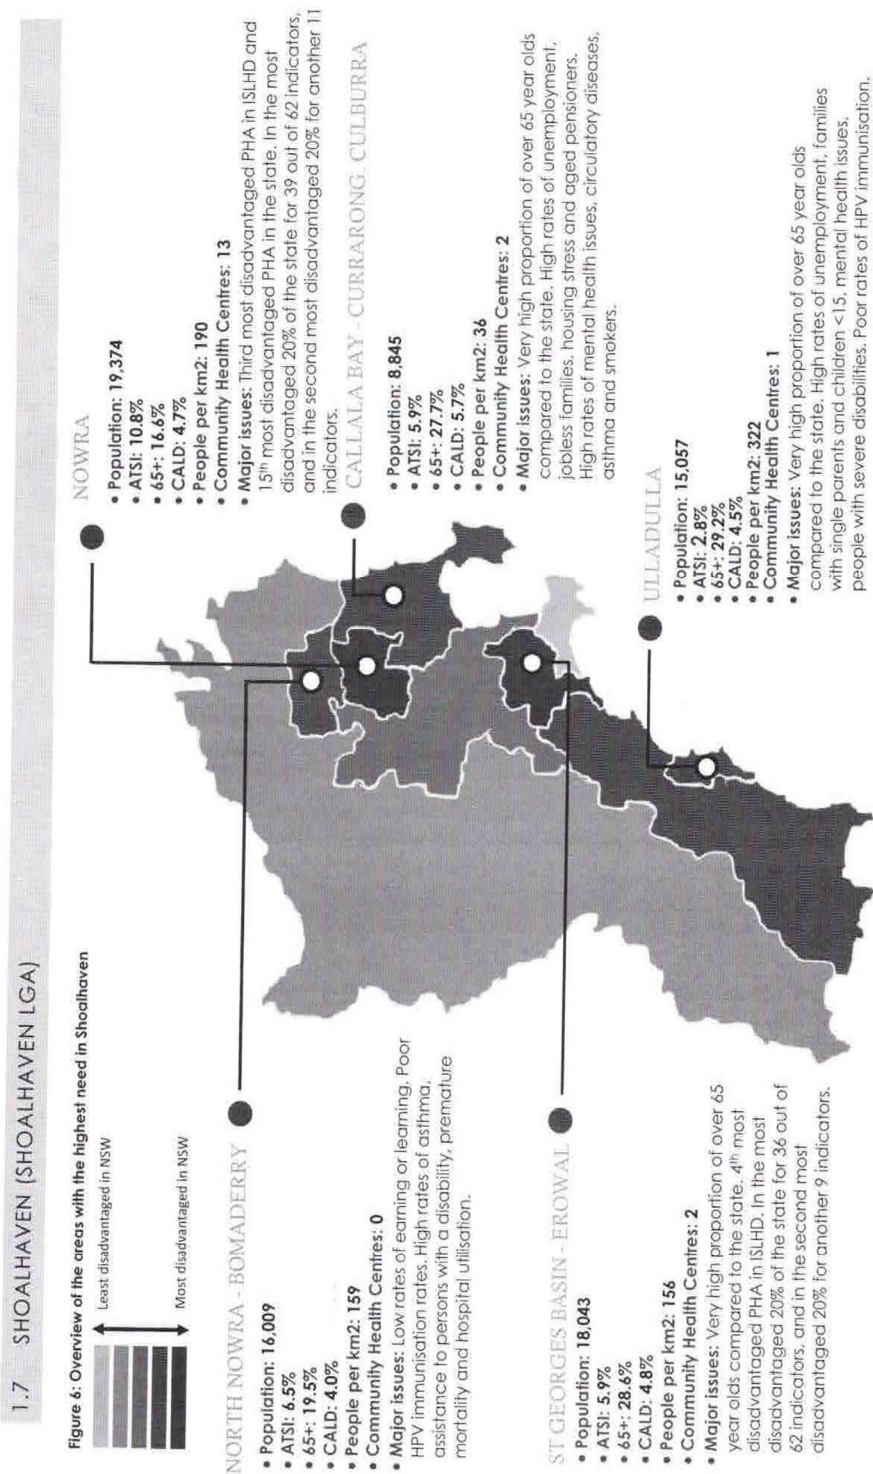 1.7 SHOALHAVEN (SHOALHAVEN LGA)
Figure 6: Overview of the areas with the highest need in Shoalhaven
Least disadvantaged in NSW
Most disadvantaged in NSW
NORTH NOWRA - BOMADERRY
• Population: 16,009
• ATSI: 6.5%
• 65+: 19.5%
• CALD: 4.0%
• People per km2: 159
• Community Health Centres: 0
• Major issues: Low rates of earning or learning. Poor
HPV immunisation rates. High rates of asthma,
assistance to persons with a disability, premature
mortality and hospital utilisation.
ST GEORGES BASIN - EROWAL
• Population: 18,043
• ATSI: 5.9%
• 65+: 28.6%
• CALD: 4.8%
• People per km2: 156
• Community Health Centres: 2
• Major issues: Very high proportion of over 65
year olds compared to the state. 4th most
disadvantaged PHA in ISLHD. In the most
disadvantaged 20% of the state for 36 out of
62 indicators, and in the second most
disadvantaged 20% for another 9 indicators.
NOWRA
• Population: 19,374
• ATSI: 10.8%
• 65+: 16.6%
• CALD: 4.7%
• People per km2: 190
• Community Health Centres: 13
• Major issues: Third most disadvantaged PHA in ISLHD and
15th most disadvantaged PHA in the state. In the most
disadvantaged 20% of the state for 39 out of 62 indicators,
and in the second most disadvantaged 20% for another 11
indicators.
CALLALA BAY - CURRARONG, CULBURRA
• Population: 8,845
• ATSI: 5.9%
• 65+: 27.7%
• CALD: 5.7%
• People per km2: 36
• Community Health Centres: 2
• Major issues: Very high proportion of over 65 year olds
compared to the state. High rates of unemployment,
jobless families, housing stress and aged pensioners.
High rates of mental health issues, circulatory diseases,
asthma and smokers.
ULLADULLA
• Population: 15,057
• ATSI: 2.8%
• 65+: 29.2%
• CALD: 4.5%
• People per km2: 322
• Community Health Centres: 1
• Major issues: Very high proportion of over 65 year olds
compared to the state. High rates of unemployment, families
with single parents and children <15, mental health issues,
people with severe disabilities. Poor rates of HPV immunisation.